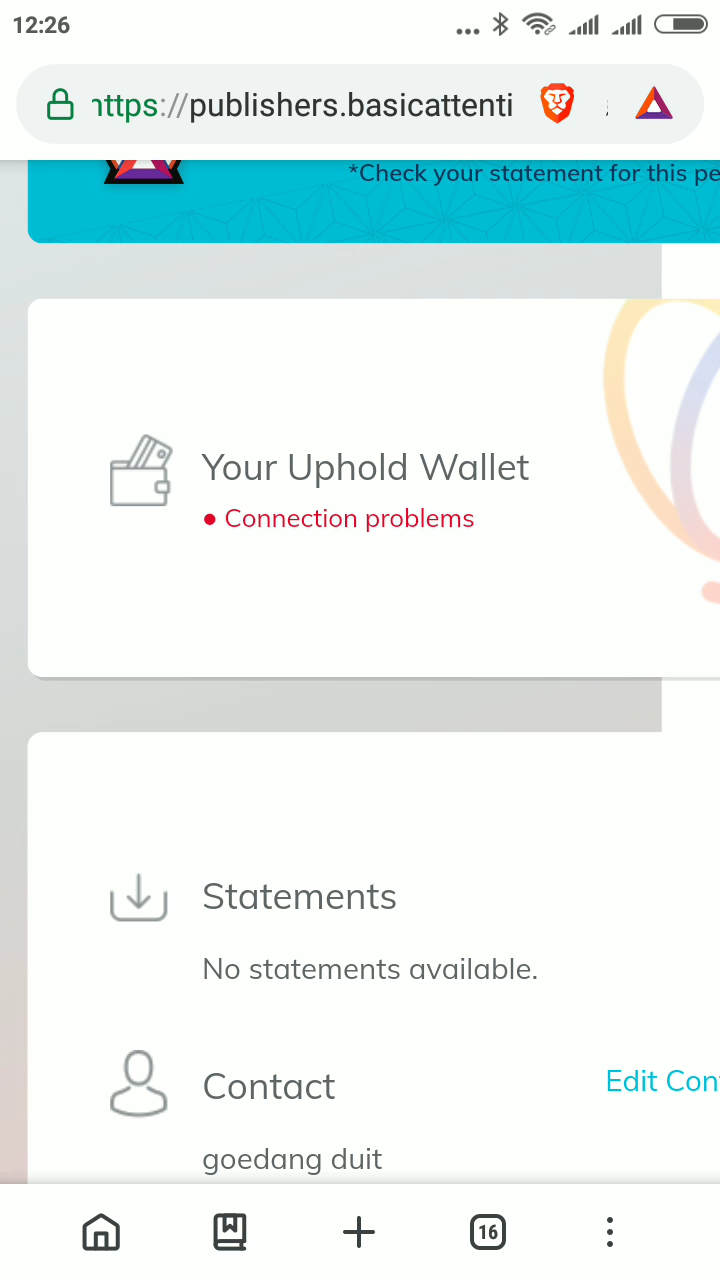 12:26
https://publishers.basicattenti
*Check your statement for this pe
Your Uphold Wallet
Connection problems
Statements
No statements available.
Contact
Edit Con
goedang duit
16